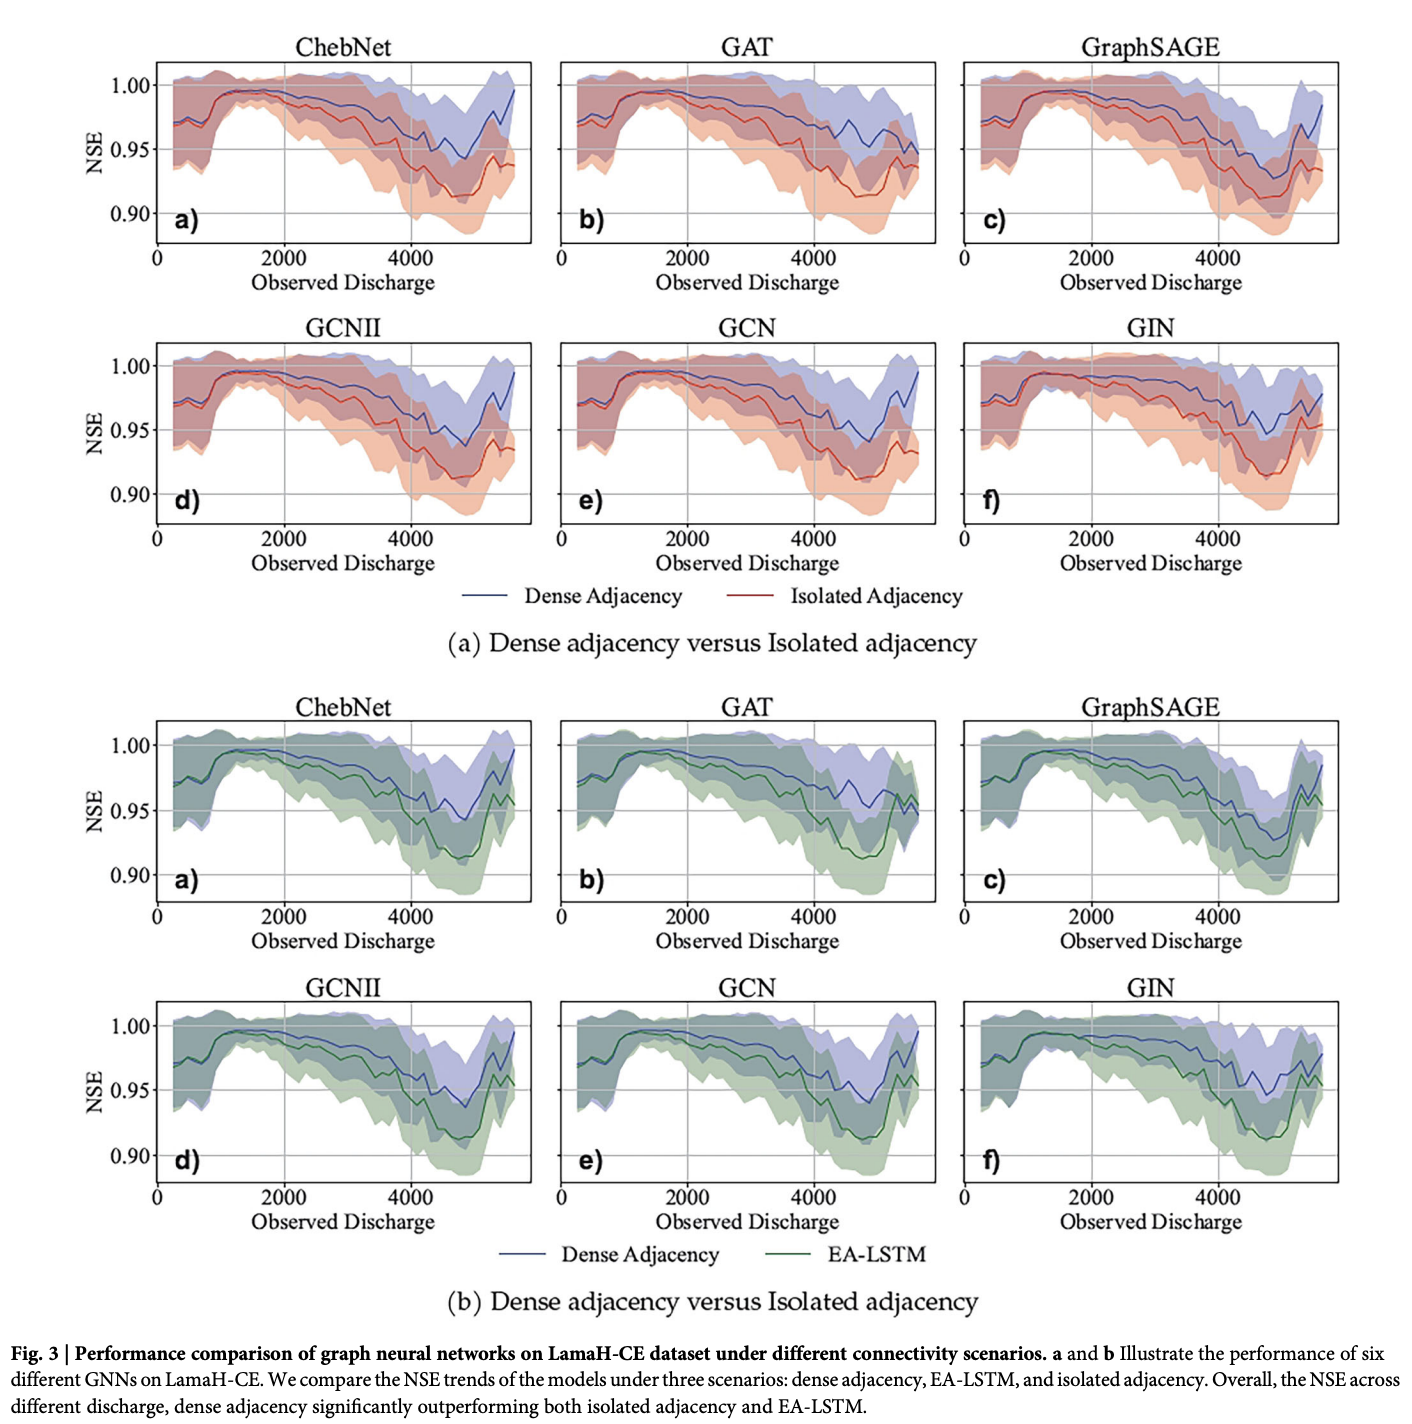 ChebNet GAT GraphSAGE
NSE
1.00
0.95
0.90
a) b) c)
0 2000 4000 0 2000 4000 0 2000 4000
Observed Discharge Observed Discharge Observed Discharge
GCNII GCN GIN
NSE
1.00
0.95
0.90
d) e) f)
0 2000 4000 0 2000 4000 0 2000 4000
Observed Discharge Observed Discharge Observed Discharge
Dense Adjacency Isolated Adjacency
(a) Dense adjacency versus Isolated adjacency
ChebNet GAT GraphSAGE
NSE
1.00
0.95
0.90
a) b) c)
0 2000 4000 0 2000 4000 0 2000 4000
Observed Discharge Observed Discharge Observed Discharge
GCNII GCN GIN
NSE
1.00
0.95
0.90
d) e) f)
0 2000 4000 0 2000 4000 0 2000 4000
Observed Discharge Observed Discharge Observed Discharge
Dense Adjacency EA-LSTM
(b) Dense adjacency versus Isolated adjacency
Fig. 3 | Performance comparison of graph neural networks on LamaH-CE dataset under different connectivity scenarios. a and b Illustrate the performance of six
different GNNs on LamaH-CE. We compare the NSE trends of the models under three scenarios: dense adjacency, EA-LSTM, and isolated adjacency. Overall, the NSE across
different discharge, dense adjacency significantly outperforming both isolated adjacency and EA-LSTM.